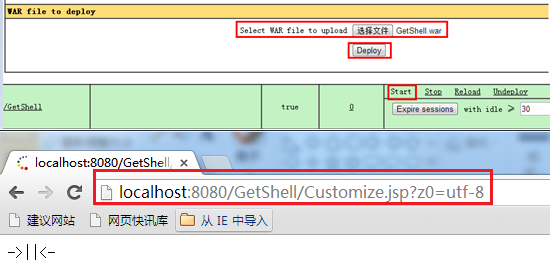 WAR file to deploy
Select WAR file to upload 选择文件 GetShell.war
Deploy
/GetShell true 0 Start Stop Reload Undeploy
Expire sessions with idle ≥ 30
localhost:8080/GetShell
localhost:8080/GetShell/Customize.jsp?z0=utf-8
建议网站 网页快讯库 从 IE 中导入
->||<-